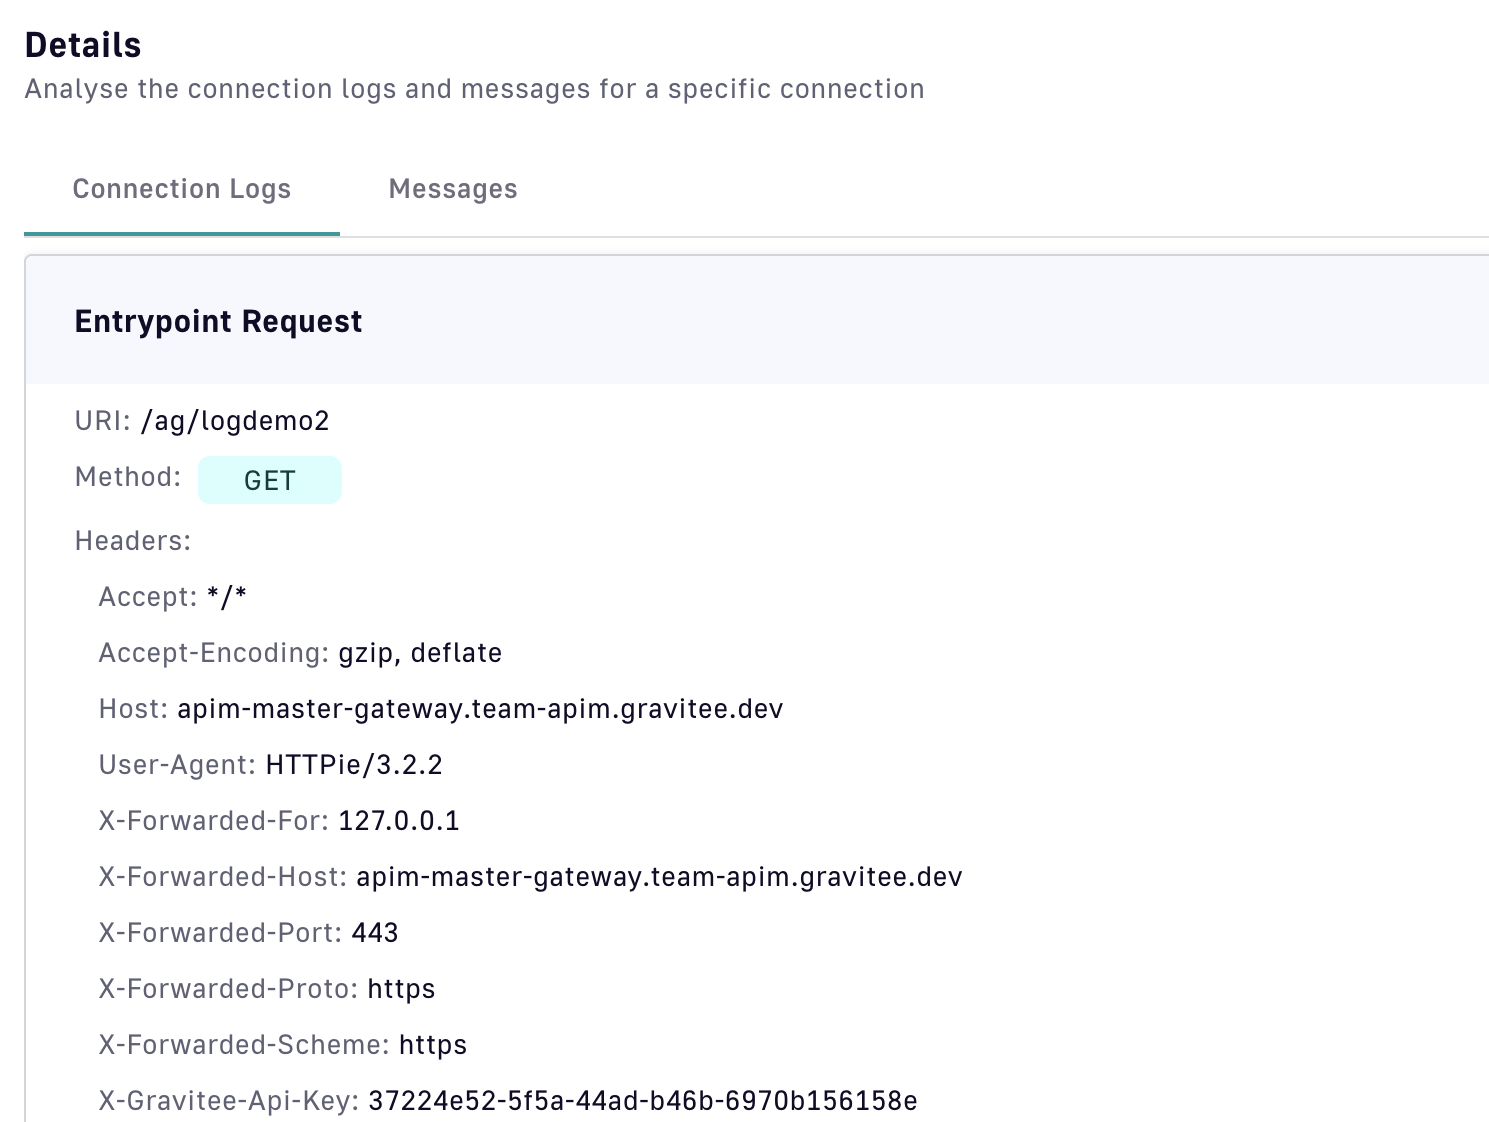 Details
Analyse the connection logs and messages for a specific connection
Connection Logs Messages
Entrypoint Request
URI: /ag/logdemo2
Method: GET
Headers:
Accept: */*
Accept-Encoding: gzip, deflate
Host: apim-master-gateway.team-apim.gravitee.dev
User-Agent: HTTPie/3.2.2
X-Forwarded-For: 127.0.0.1
X-Forwarded-Host: apim-master-gateway.team-apim.gravitee.dev
X-Forwarded-Port: 443
X-Forwarded-Proto: https
X-Forwarded-Scheme: https
X-Gravitee-Api-Key: 37224e52-5f5a-44ad-b46b-6970b156158e